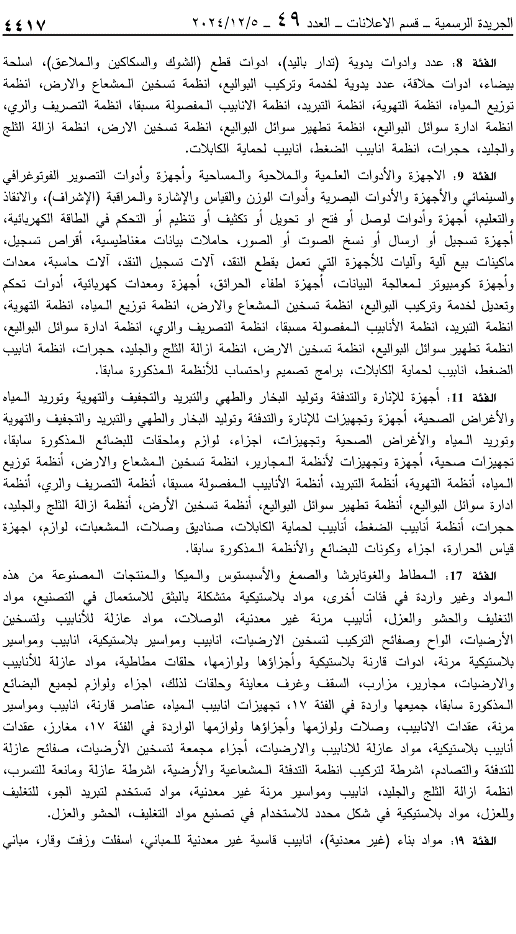 الجريدة الرسمية ـ قسم الاعلانات ـ العدد ٤٩ ـ ٢٠٢٤/١٢/٥ ٤٤١٧
الفئة 8: عدد وادوات يدوية (تدار باليد)، ادوات قطع (الشوك والسكاكين والملاعق)، اسلحة
بيضاء، ادوات حلاقة، عدد يدوية لخدمة وتركيب البواليع، انظمة تسخين المشعاع والارض، انظمة
توزيع المياه، انظمة التهوية، انظمة التبريد، انظمة الانابيب المفصولة مسبقا، انظمة التصريف والري،
انظمة ادارة سوائل البواليع، انظمة تطهير سوائل البواليع، انظمة تسخين الارض، انظمة ازالة الثلج
والجليد، حجرات، انظمة انابيب الضغط، انابيب لحماية الكابلات.
الفئة 9: الاجهزة والأدوات العلمية والملاحية والمساحية وأجهزة وأدوات التصوير الفوتوغرافي
والسينمائي والأجهزة والأدوات البصرية وأدوات الوزن والقياس والإشارة والمراقبة (الإشراف)، والانقاذ
والتعليم، أجهزة وأدوات لوصل أو فتح او تحويل أو تكثيف أو تنظيم أو التحكم في الطاقة الكهربائية،
أجهزة تسجيل أو ارسال أو نسخ الصوت أو الصور، حاملات بيانات مغناطيسية، أقراص تسجيل،
ماكينات بيع آلية وآليات للأجهزة التي تعمل بقطع النقد، آلات تسجيل النقد، آلات حاسبة، معدات
وأجهزة كومبيوتر لمعالجة البيانات، أجهزة اطفاء الحرائق، أجهزة ومعدات كهربائية، أدوات تحكم
وتعديل لخدمة وتركيب البواليع، انظمة تسخين المشعاع والارض، انظمة توزيع المياه، انظمة التهوية،
انظمة التبريد، انظمة الأنابيب المفصولة مسبقا، انظمة التصريف والري، انظمة ادارة سوائل البواليع،
انظمة تطهير سوائل البواليع، انظمة تسخين الارض، انظمة ازالة الثلج والجليد، حجرات، انظمة انابيب
الضغط، انابيب لحماية الكابلات، برامج تصميم واحتساب للأنظمة المذكورة سابقا.
الفئة 11: أجهزة للإنارة والتدفئة وتوليد البخار والطهي والتبريد والتجفيف والتهوية وتوريد المياه
والأغراض الصحية، أجهزة وتجهيزات للإنارة والتدفئة وتوليد البخار والطهي والتبريد والتجفيف والتهوية
وتوريد المياه والأغراض الصحية وتجهيزات، اجزاء، لوازم وملحقات للبضائع المذكورة سابقا،
تجهيزات صحية، أجهزة وتجهيزات لأنظمة المجارير، انظمة تسخين المشعاع والارض، أنظمة توزيع
المياه، أنظمة التهوية، أنظمة التبريد، أنظمة الأنابيب المفصولة مسبقا، أنظمة التصريف والري، أنظمة
ادارة سوائل البواليع، أنظمة تطهير سوائل البواليع، أنظمة تسخين الأرض، أنظمة ازالة الثلج والجليد،
حجرات، أنظمة أنابيب الضغط، أنابيب لحماية الكابلات، صناديق وصلات، المشعبات، لوازم، اجهزة
قياس الحرارة، اجزاء وكونات للبضائع والأنظمة المذكورة سابقا.
الفئة 17: المطاط والغوتابرشا والصمغ والأسبستوس والميكا والمنتجات المصنوعة من هذه
المواد وغير واردة في فئات أخرى، مواد بلاستيكية متشكلة بالبثق للاستعمال في التصنيع، مواد
التغليف والحشو والعزل، أنابيب مرنة غير معدنية، الوصلات، مواد عازلة للأنابيب ولتسخين
الأرضيات، الواح وصفائح التركيب لتسخين الارضيات، انابيب ومواسير بلاستيكية، انابيب ومواسير
بلاستيكية مرنة، ادوات قارنة بلاستيكية وأجزاؤها ولوازمها، حلقات مطاطية، مواد عازلة للأنابيب
والارضيات، مجارير، مزارب، السقف وغرف معاينة وحلقات لذلك، اجزاء ولوازم لجميع البضائع
المذكورة سابقا، جميعها واردة في الفئة ١٧، تجهيزات انابيب المياه، عناصر قارنة، انابيب ومواسير
مرنة، عقدات الانابيب، وصلات ولوازمها وأجزاؤها ولوازمها الواردة في الفئة ١٧، مغارز، عقدات
أنابيب بلاستيكية، مواد عازلة للانابيب والارضيات، أجزاء مجمعة لتسخين الأرضيات، صفائح عازلة
للتدفئة والتصادم، اشرطة لتركيب انظمة التدفئة المشعاعية والأرضية، اشرطة عازلة ومانعة للتسرب،
انظمة ازالة الثلج والجليد، انابيب ومواسير مرنة غير معدنية، مواد تستخدم لتبريد الجو، للتغليف
وللعزل، مواد بلاستيكية في شكل محدد للاستخدام في تصنيع مواد التغليف، الحشو والعزل.
الفئة ١٩: مواد بناء (غير معدنية)، انابيب قاسية غير معدنية للمباني، اسفلت وزفت وقار، مباني